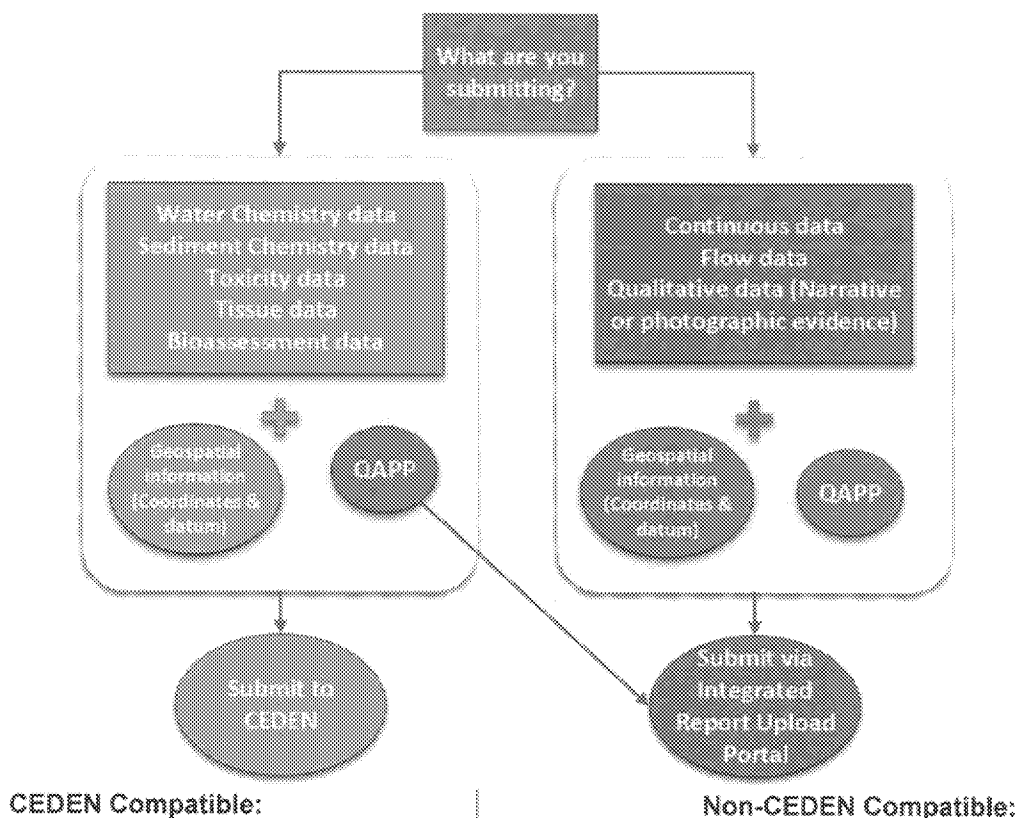 What are you
submitting?
Water Chemistry data
Sediment Chemistry data
Toxicity data
Tissue data
Bioassessment data
Geospatial
information
(Coordinates &
datum)
QAPP
Submit to
CEDEN
CEDEN Compatible:
Continuous data
Flow data
Qualitative data (Narrative
or photographic evidence)
Geospatial
information
(Coordinates &
datum)
QAPP
Submit via
Integrated
Report Upload
Portal
Non-CEDEN Compatible: